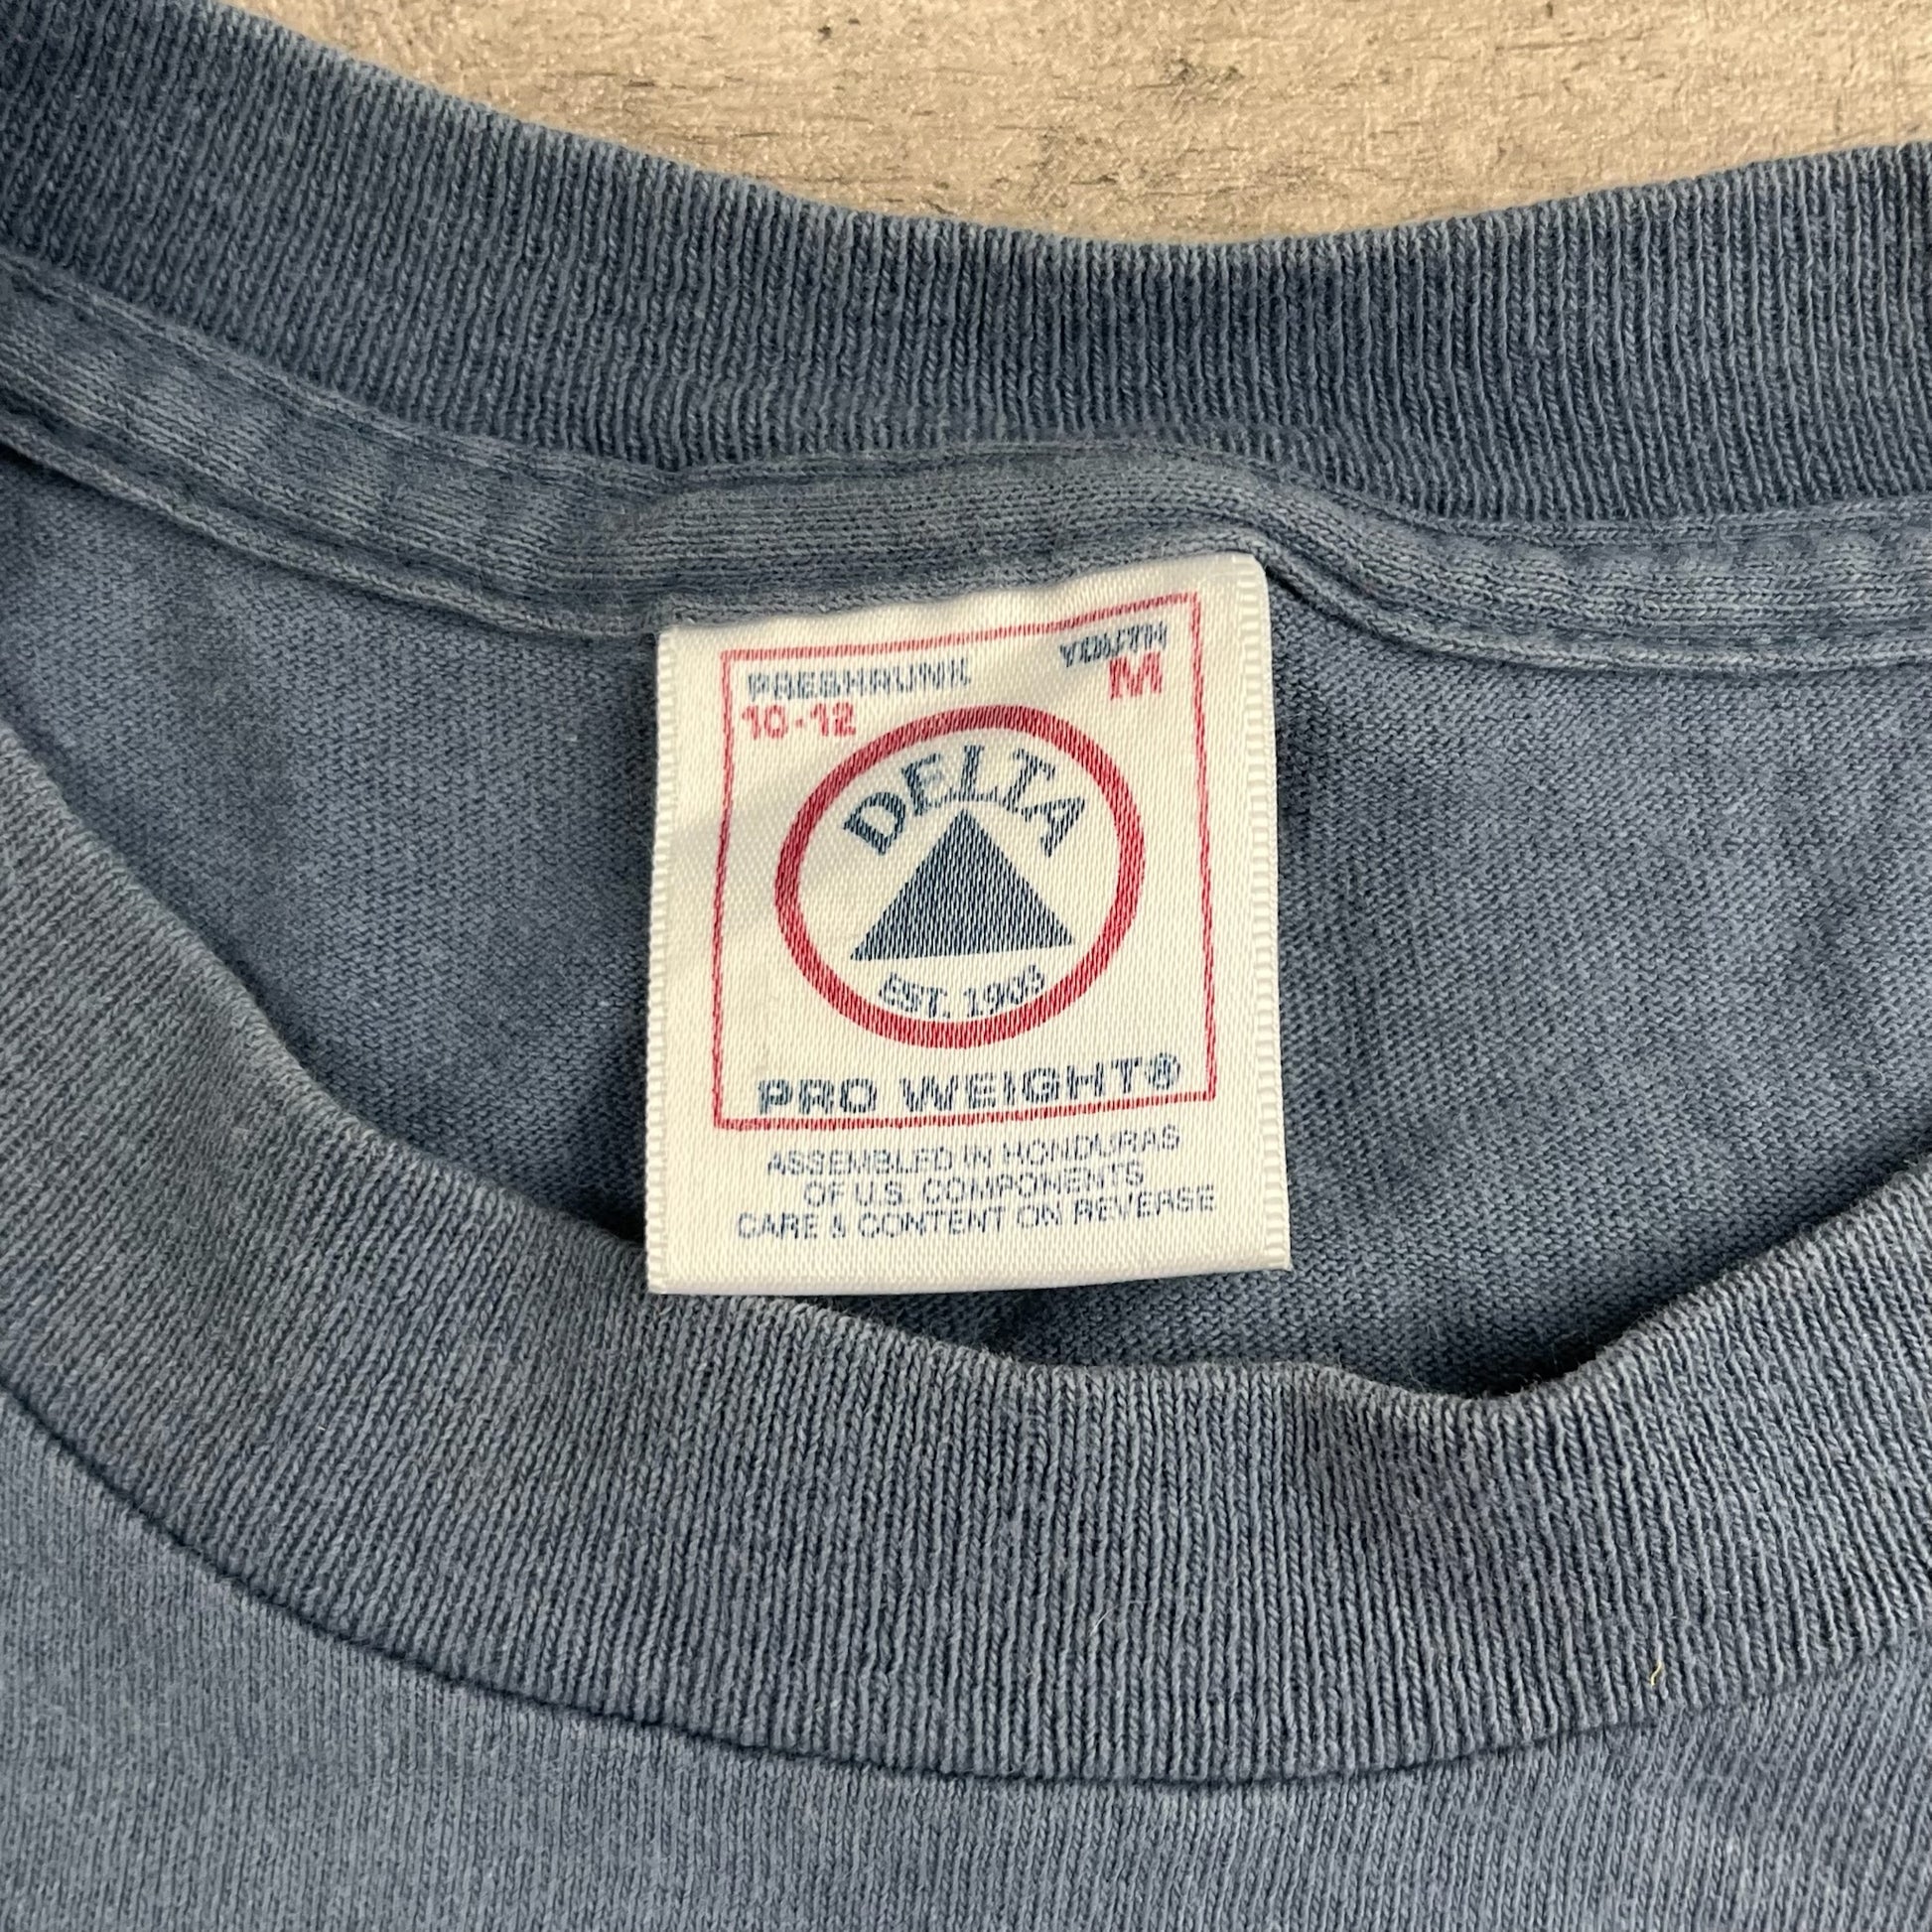 PRESHRUNK YOUTH
10-12 M
DELTA
EST. 1903
PRO WEIGHT®
ASSEMBLED IN HONDURAS
OF U.S. COMPONENTS
CARE & CONTENT ON REVERSE